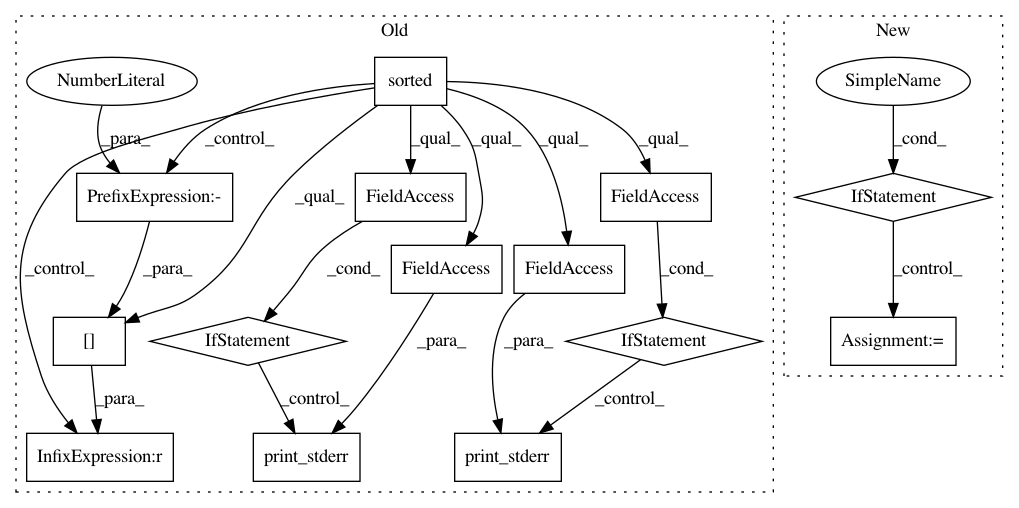 Old
New
NumberLiteral
sorted
SimpleName
_para_
_control_
_qual_
_qual_
_qual_
_qual_
_cond_
PrefixExpression:-
FieldAccess
FieldAccess
IfStatement
_qual_
_control_
_para_
_cond_
FieldAccess
FieldAccess
_cond_
_control_
[]
IfStatement
_para_
_para_
IfStatement
Assignment:=
_para_
_control_
_control_
InfixExpression:r
print_stderr
print_stderr